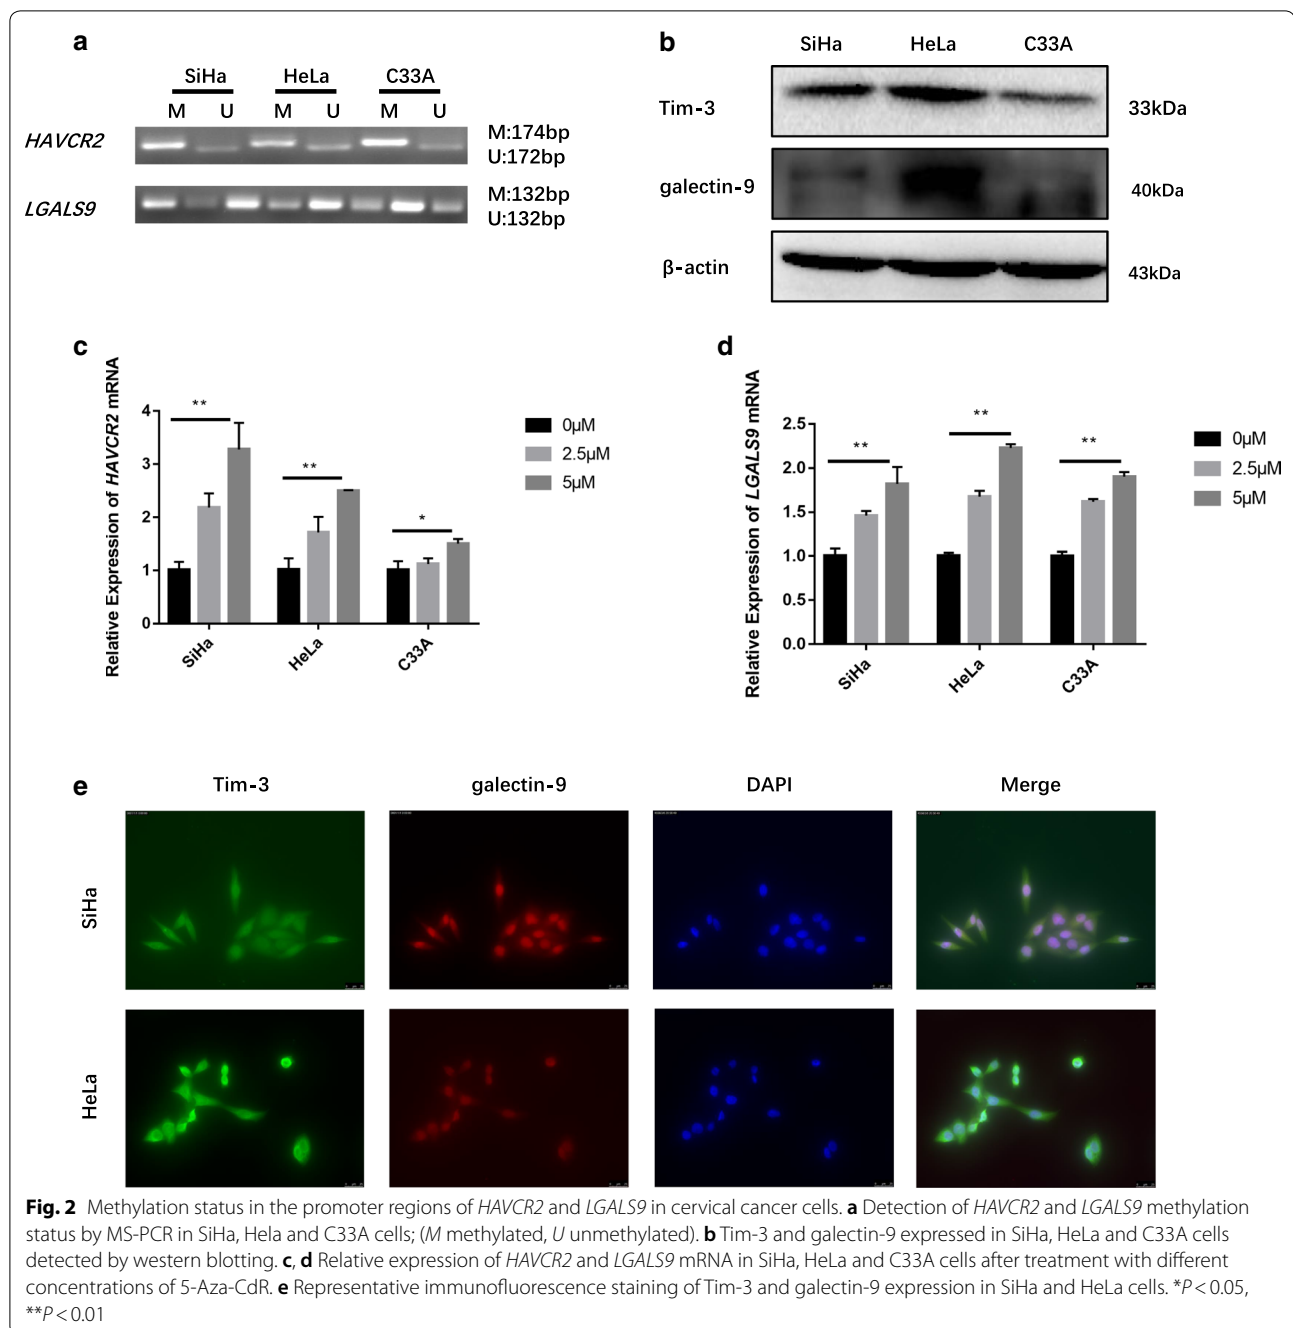 a
SiHa HeLa C33A
M U M U M U
HAVCR2
M:174bp
U:172bp
LGALS9
M:132bp
U:132bp
b
SiHa HeLa C33A
Tim-3 33kDa
galectin-9 40kDa
β-actin 43kDa
c
Relative Expression of HAVCR2 mRNA
4
3
2
1
0
** ** *
SiHa HeLa C33A
0μM
2.5μM
5μM
d
Relative Expression of LGALS9 mRNA
2.5
2.0
1.5
1.0
0.5
0.0
** ** **
SiHa HeLa C33A
0μM
2.5μM
5μM
e
Tim-3 galectin-9 DAPI Merge
SiHa
HeLa
Fig. 2 Methylation status in the promoter regions of HAVCR2 and LGALS9 in cervical cancer cells. a Detection of HAVCR2 and LGALS9 methylation
status by MS-PCR in SiHa, Hela and C33A cells; (M methylated, U unmethylated). b Tim-3 and galectin-9 expressed in SiHa, HeLa and C33A cells
detected by western blotting. c, d Relative expression of HAVCR2 and LGALS9 mRNA in SiHa, HeLa and C33A cells after treatment with different
concentrations of 5-Aza-CdR. e Representative immunofluorescence staining of Tim-3 and galectin-9 expression in SiHa and HeLa cells. *P < 0.05,
**P < 0.01